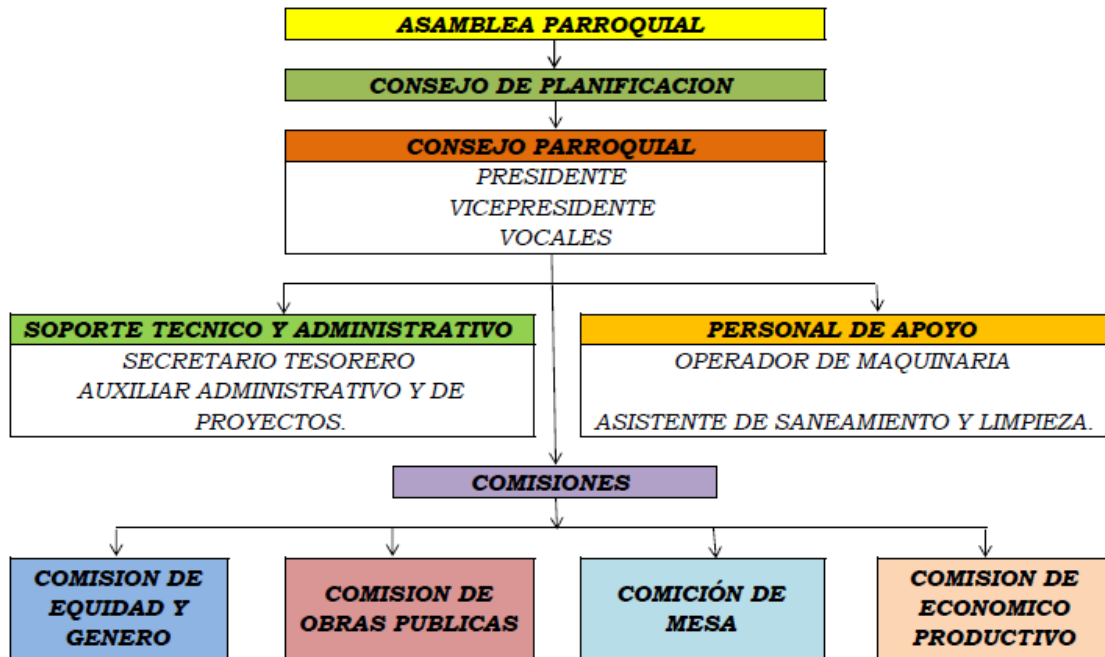 ASAMBLEA PARROQUIAL
CONSEJO DE PLANIFICACION
CONSEJO PARROQUIAL
PRESIDENTE
VICEPRESIDENTE
VOCALES
SOPORTE TECNICO Y ADMINISTRATIVO
SECRETARIO TESORERO
AUXILIAR ADMINISTRATIVO Y DE
PROYECTOS.
PERSONAL DE APOYO
OPERADOR DE MAQUINARIA
ASISTENTE DE SANEAMIENTO Y LIMPIEZA.
COMISIONES
COMISION DE
EQUIDAD Y
GENERO
COMISION DE
OBRAS PUBLICAS
COMICIÓN DE
MESA
COMISION DE
ECONOMICO
PRODUCTIVO